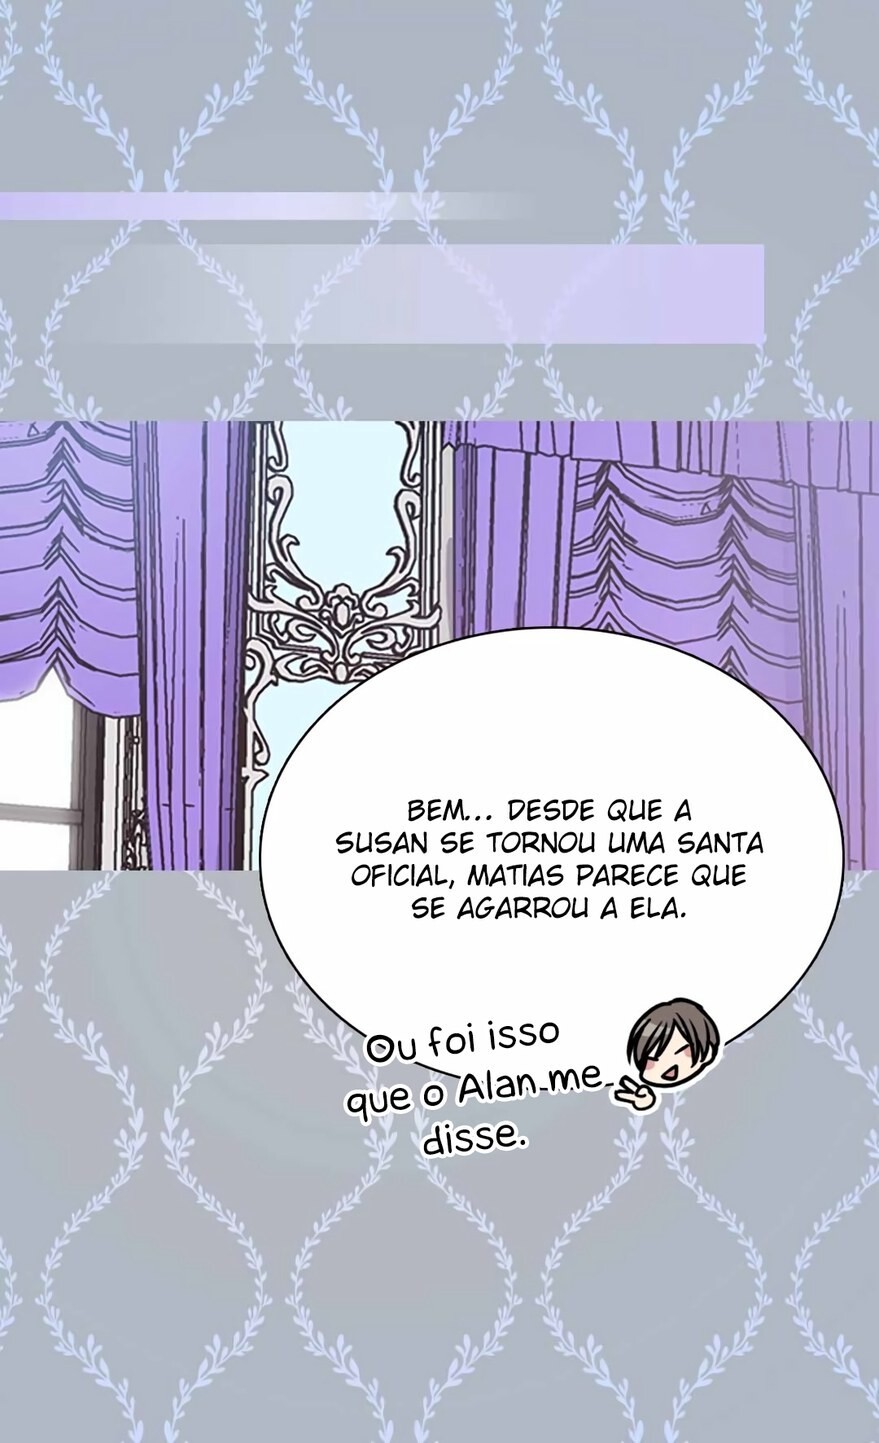 BEM... DESDE QUE A
SUSAN SE TORNOU UMA SANTA
OFICIAL, MATIAS PARECE QUE
SE AGARROU A ELA.
Ou foi isso
que o Alan me
disse.